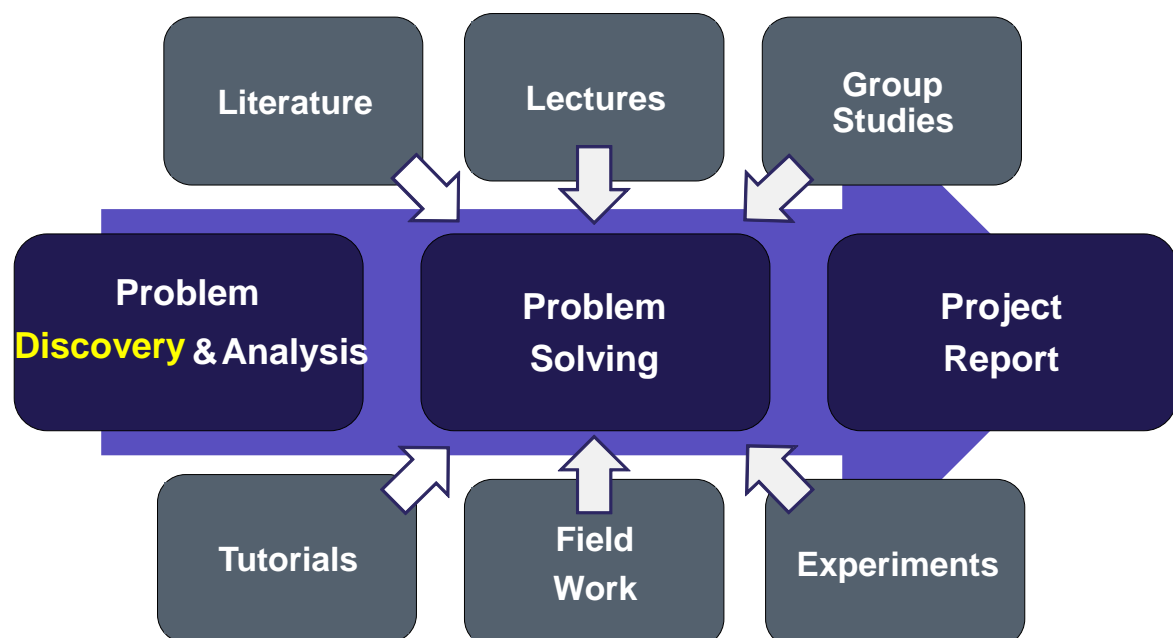 Literature
Lectures
Group
Studies
Problem
Discovery & Analysis
Problem
Solving
Project
Report
Tutorials
Field
Work
Experiments